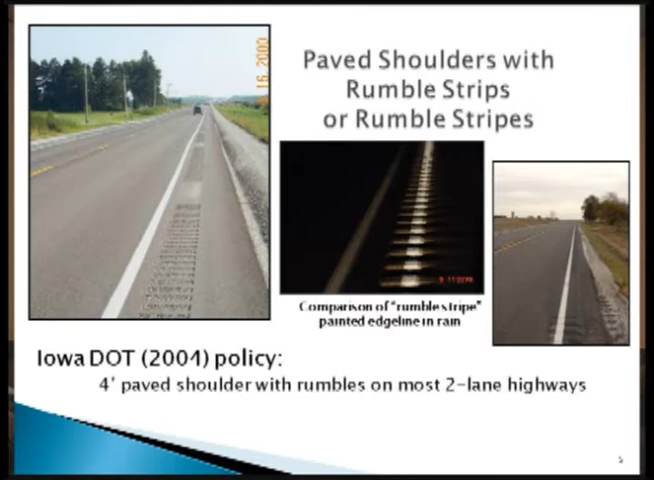 Paved Shoulders with
Rumble Strips
or Rumble Stripes
Comparison of "rumble stripe"
painted edgeline in rain
Iowa DOT (2004) policy:
4' paved shoulder with rumbles on most 2-lane highways